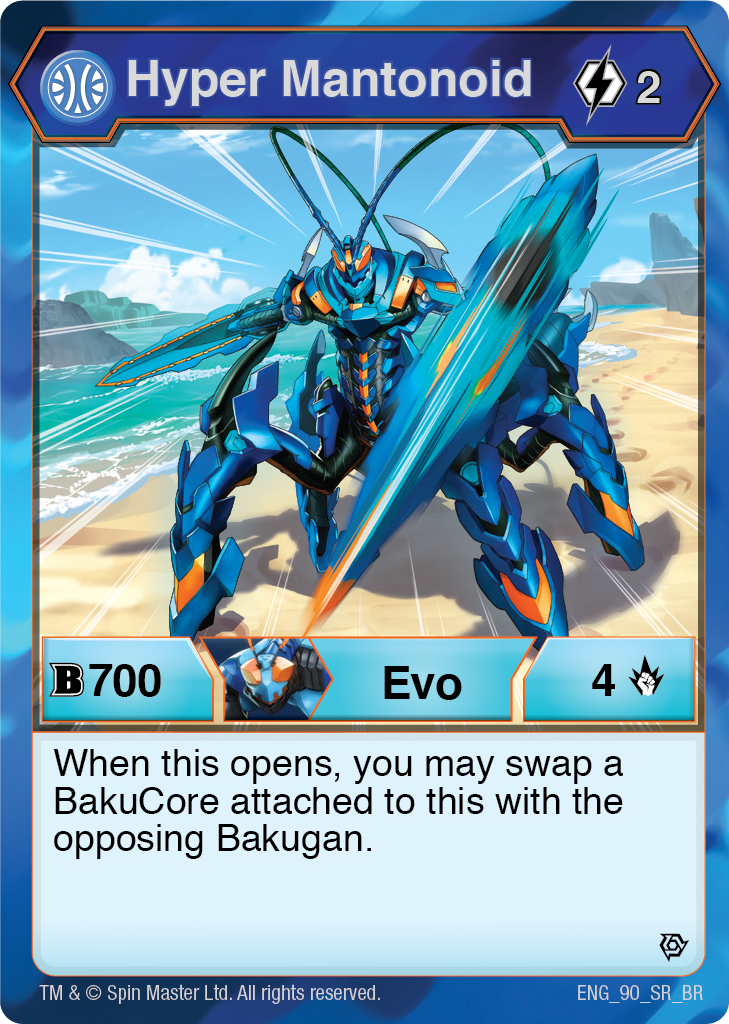 Hyper Mantonoid
2
B 700
Evo
4
When this opens, you may swap a
BakuCore attached to this with the
opposing Bakugan.
TM & © Spin Master Ltd. All rights reserved.
ENG_90_SR_BR